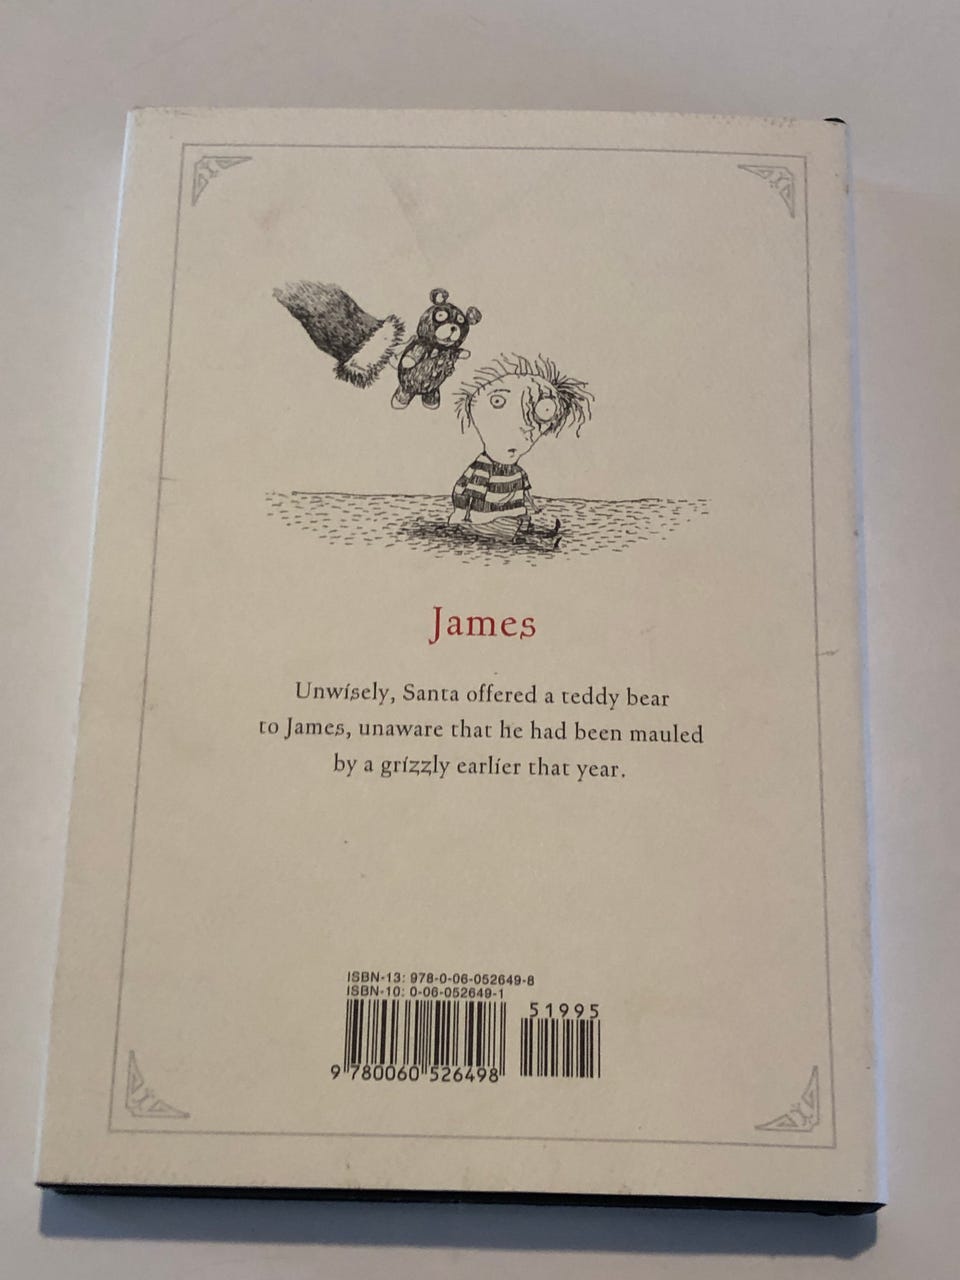 James
Unwisely, Santa offered a teddy bear
to James, unaware that he had been mauled
by a grizzly earlier that year.
ISBN-13: 978-0-06-052649-8
ISBN-10: 0-06-052649-1
51995
9 780060 526498